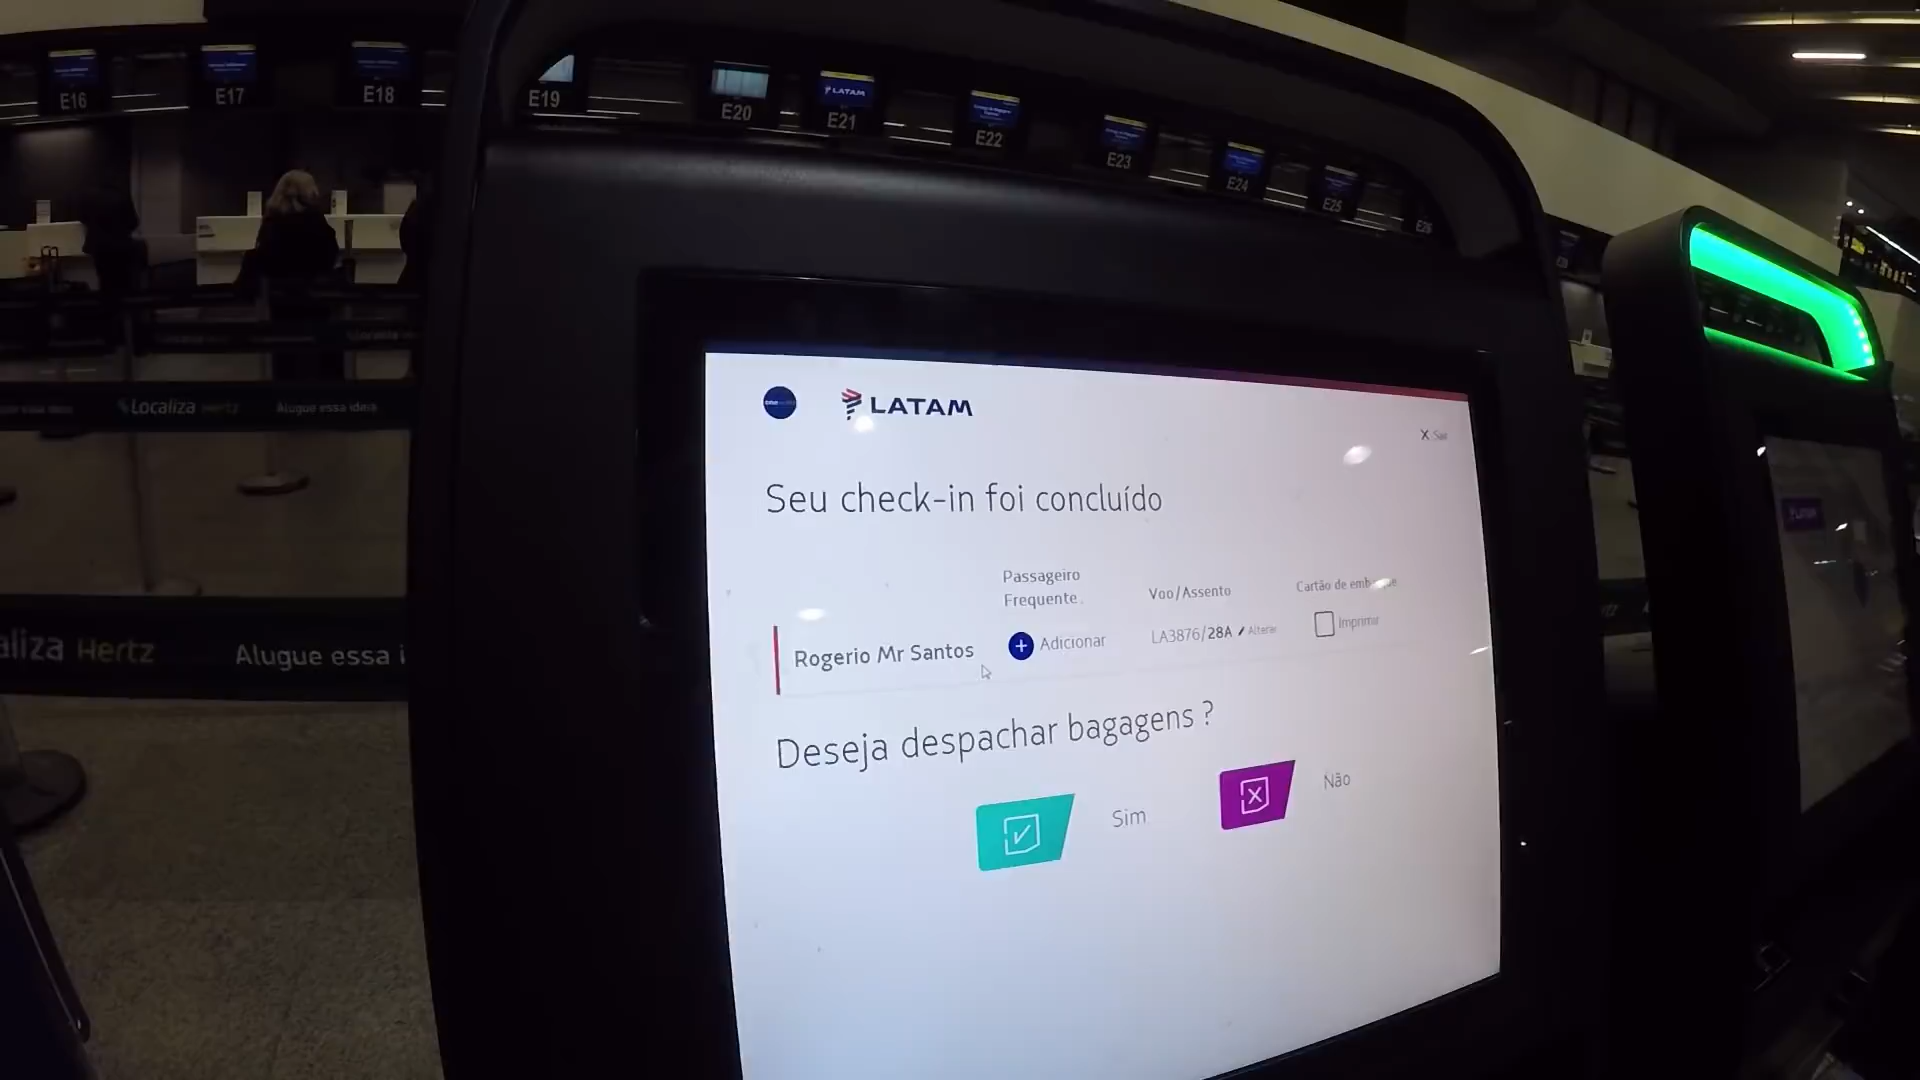 E16
E17
E18
E19
E20
LATAM
E21
E22
E23
E24
E25
E26
Localiza Hertz
Alugue essa ideia
aliza Hertz
Alugue essa i
LATAM
X Sair
Seu check-in foi concluído
Passageiro
Frequente
Voo/Assento
Cartão de
Rogerio Mr Santos
Adicionar
LA3876/28A
Alterar
Imprimir
Deseja despachar bagagens ?
Sim
Não